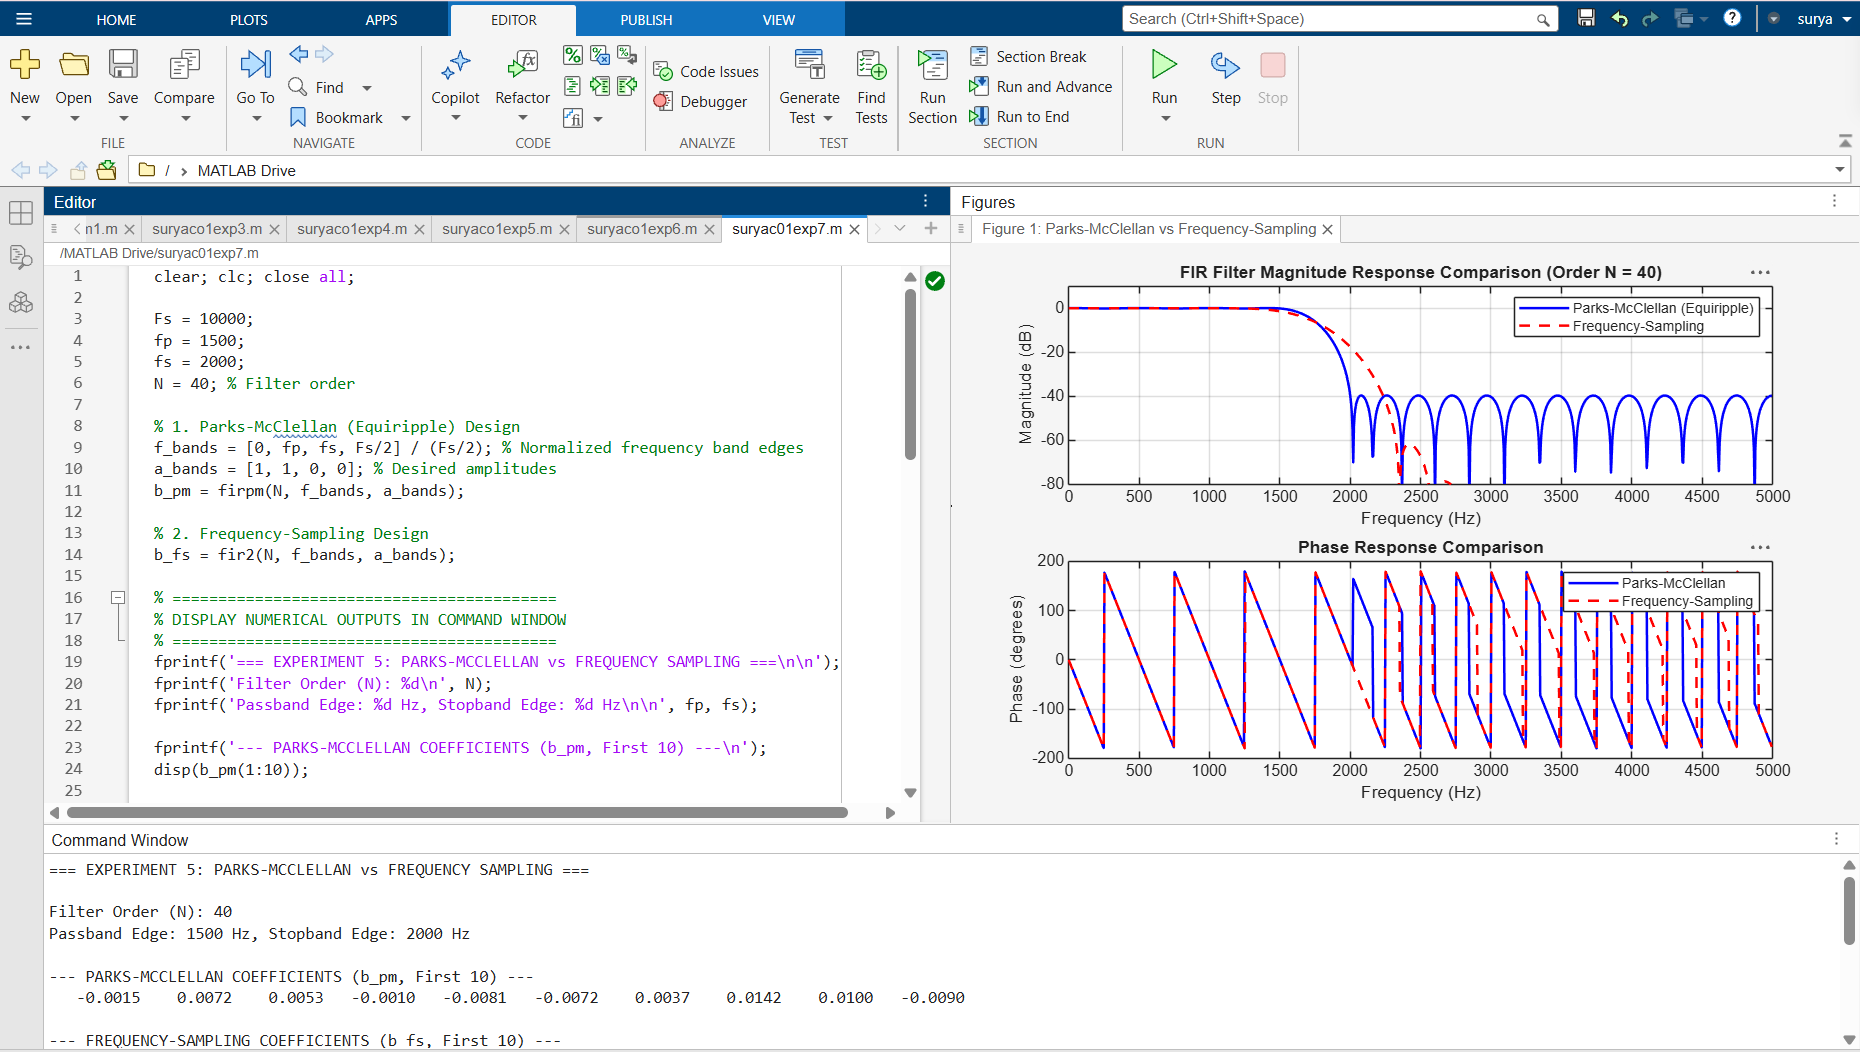 HOME PLOTS APPS EDITOR PUBLISH VIEW
Search (Ctrl+Shift+Space)
surya
New Open Save Compare
FILE
Go To Find Bookmark
NAVIGATE
Copilot Refactor
CODE
Code Issues
Debugger
ANALYZE
Generate Test Find Tests
TEST
Run Section
Section Break
Run and Advance
Run to End
SECTION
Run Step Stop
RUN
/ › MATLAB Drive
Editor
n1.m suryaco1exp3.m suryaco1exp4.m suryaco1exp5.m suryaco1exp6.m suryac01exp7.m
/MATLAB Drive/suryac01exp7.m
1 clear; clc; close all;
2
3 Fs = 10000;
4 fp = 1500;
5 fs = 2000;
6 N = 40; % Filter order
7
8 % 1. Parks-McClellan (Equiripple) Design
9 f_bands = [0, fp, fs, Fs/2] / (Fs/2); % Normalized frequency band edges
10 a_bands = [1, 1, 0, 0]; % Desired amplitudes
11 b_pm = firpm(N, f_bands, a_bands);
12
13 % 2. Frequency-Sampling Design
14 b_fs = fir2(N, f_bands, a_bands);
15
16 % ==========================================
17 % DISPLAY NUMERICAL OUTPUTS IN COMMAND WINDOW
18 % ==========================================
19 fprintf('=== EXPERIMENT 5: PARKS-MCCLELLAN vs FREQUENCY SAMPLING ===\n\n');
20 fprintf('Filter Order (N): %d\n', N);
21 fprintf('Passband Edge: %d Hz, Stopband Edge: %d Hz\n\n', fp, fs);
22
23 fprintf('--- PARKS-MCCLELLAN COEFFICIENTS (b_pm, First 10) ---\n');
24 disp(b_pm(1:10));
25
Figures
Figure 1: Parks-McClellan vs Frequency-Sampling
FIR Filter Magnitude Response Comparison (Order N = 40)
Magnitude (dB)
0
-20
-40
-60
-80
Parks-McClellan (Equiripple)
Frequency-Sampling
0 500 1000 1500 2000 2500 3000 3500 4000 4500 5000
Frequency (Hz)
Phase Response Comparison
Phase (degrees)
200
100
0
-100
-200
Parks-McClellan
Frequency-Sampling
0 500 1000 1500 2000 2500 3000 3500 4000 4500 5000
Frequency (Hz)
Command Window
=== EXPERIMENT 5: PARKS-MCCLELLAN vs FREQUENCY SAMPLING ===
Filter Order (N): 40
Passband Edge: 1500 Hz, Stopband Edge: 2000 Hz
--- PARKS-MCCLELLAN COEFFICIENTS (b_pm, First 10) ---
-0.0015 0.0072 0.0053 -0.0010 -0.0081 -0.0072 0.0037 0.0142 0.0100 -0.0090
--- FREQUENCY-SAMPLING COEFFICIENTS (b_fs, First 10) ---